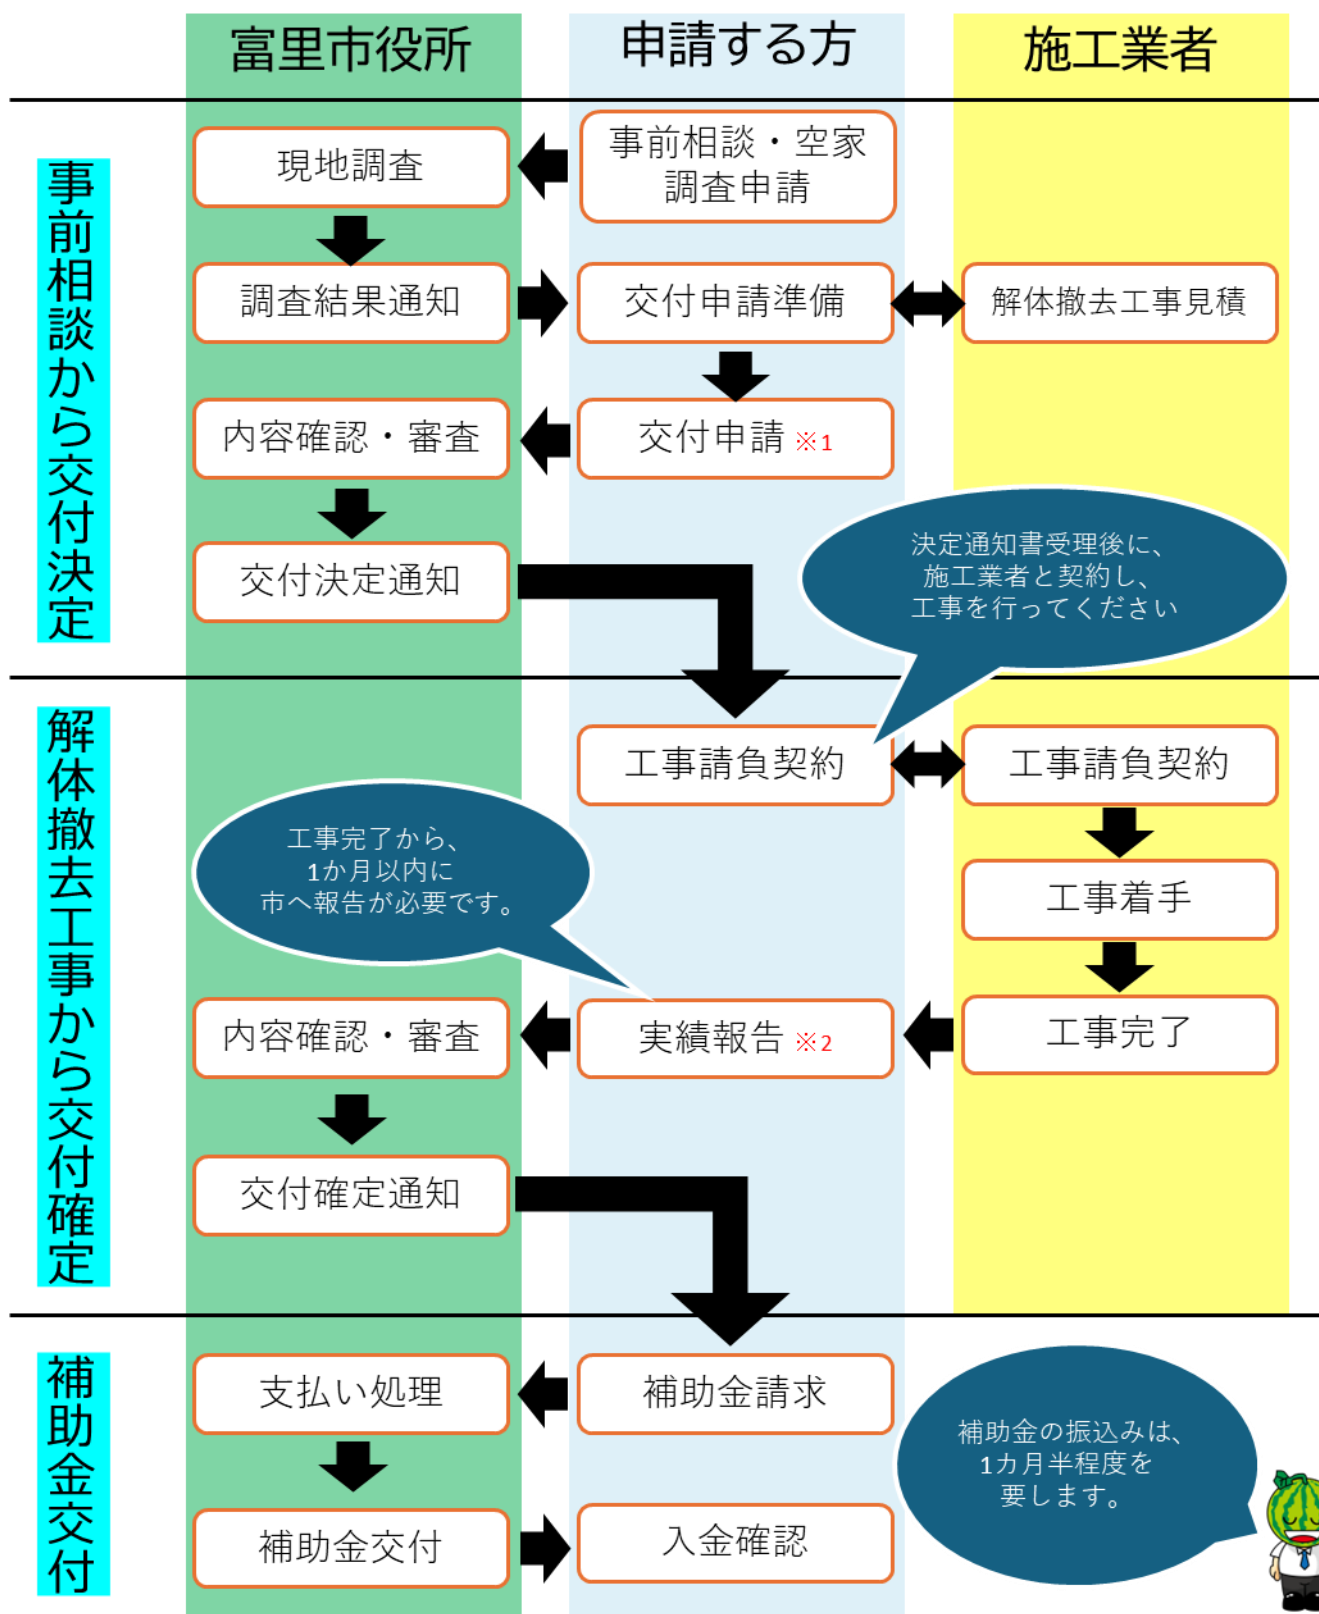 富里市役所
申請する方
施工業者
事前相談から交付決定
事前相談・空家
調査申請
現地調査
調査結果通知
交付申請準備
解体撤去工事見積
交付申請 ※1
内容確認・審査
交付決定通知
決定通知書受理後に、
施工業者と契約し、
工事を行ってください
解体撤去工事から交付確定
工事請負契約
工事請負契約
工事着手
工事完了
工事完了から、
1か月以内に
市へ報告が必要です。
実績報告 ※2
内容確認・審査
交付確定通知
補助金交付
補助金請求
支払い処理
補助金交付
入金確認
補助金の振込みは、
1カ月半程度を
要します。